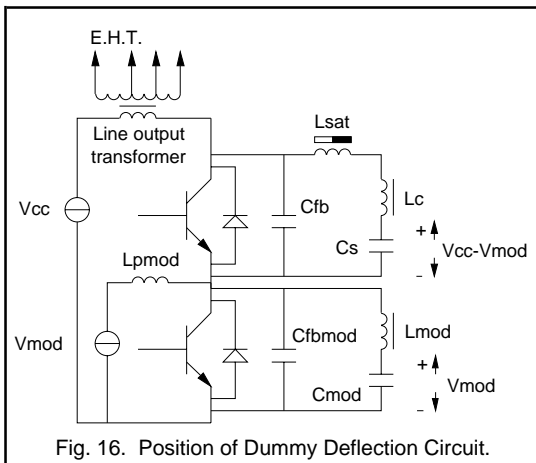 E.H.T.
Line output
transformer
Lsat
Vcc
Cfb
Lc
Cs
+
Vcc-Vmod
-
Lpmod
Vmod
Cfbmod
Lmod
Cmod
+
Vmod
-
Fig. 16. Position of Dummy Deflection Circuit.